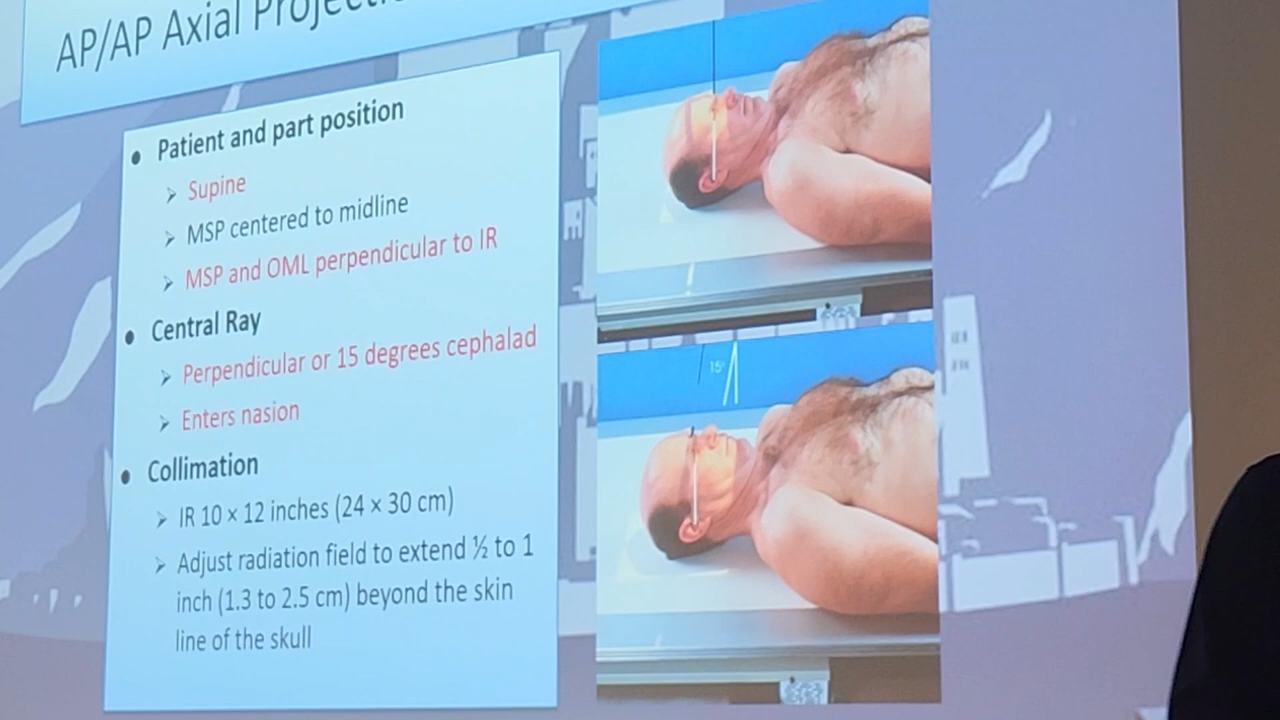 AP/AP Axial
Patient and part position
Supine
MSP centered to midline
MSP and OML perpendicular to IR
Central Ray
Perpendicular or 15 degrees cephalad
Enters nasion
Collimation
IR 10 × 12 inches (24 × 30 cm)
Adjust radiation field to extend ½ to 1
inch (1.3 to 2.5 cm) beyond the skin
line of the skull
15°